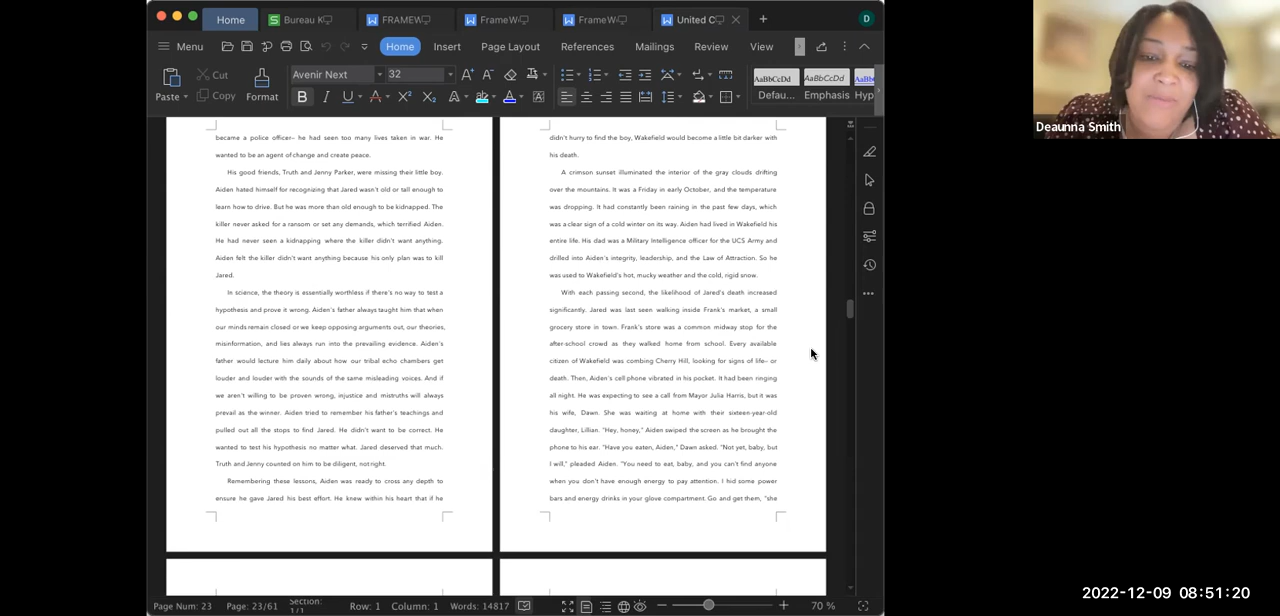 Home
Bureau K
FRAMEW
FrameW
FrameW
United C
D
Menu
Home
Insert
Page Layout
References
Mailings
Review
View
Paste
Cut
Copy
Format
Avenir Next
32
AaBbCcDd
AaBbCcDd
AaBb
Defau...
Emphasis
Hyp
became a police officer– he had seen too many lives taken in war. He
wanted to be an agent of change and create peace.
His good friends, Truth and Jenny Parker, were missing their little boy.
Aiden hated himself for recognizing that Jared wasn't old or tall enough to
learn how to drive. But he was more than old enough to be kidnapped. The
killer never asked for a ransom or set any demands, which terrified Aiden.
He had never seen a kidnapping where the killer didn't want anything.
Aiden felt the killer didn't want anything because his only plan was to kill
Jared.
In science, the theory is essentially worthless if there's no way to test a
hypothesis and prove it wrong. Aiden's father always taught him that when
our minds remain closed or we keep opposing arguments out, our theories,
misinformation, and lies always run into the prevailing evidence. Aiden's
father would lecture him daily about how our tribal echo chambers get
louder and louder with the sounds of the same misleading voices. And if
we aren't willing to be proven wrong, injustice and mistruths will always
prevail as the winner. Aiden tried to remember his father's teachings and
pulled out all the stops to find Jared. He didn't want to be correct. He
wanted to test his hypothesis no matter what. Jared deserved that much.
Truth and Jenny counted on him to be diligent, not right.
Remembering these lessons, Aiden was ready to cross any depth to
ensure he gave Jared his best effort. He knew within his heart that if he
didn't hurry to find the boy, Wakefield would become a little bit darker with
his death.
A crimson sunset illuminated the interior of the gray clouds drifting
over the mountains. It was a Friday in early October, and the temperature
was dropping. It had constantly been raining in the past few days, which
was a clear sign of a cold winter on its way. Aiden had lived in Wakefield his
entire life. His dad was a Military Intelligence officer for the UCS Army and
drilled into Aiden's integrity, leadership, and the Law of Attraction. So he
was used to Wakefield's hot, mucky weather and the cold, rigid snow.
With each passing second, the likelihood of Jared's death increased
significantly. Jared was last seen walking inside Frank's market, a small
grocery store in town. Frank's store was a common midway stop for the
after-school crowd as they walked home from school. Every available
citizen of Wakefield was combing Cherry Hill, looking for signs of life– or
death. Then, Aiden's cell phone vibrated in his pocket. It had been ringing
all night. He was expecting to see a call from Mayor Julia Harris, but it was
his wife, Dawn. She was waiting at home with their sixteen-year-old
daughter, Lillian. "Hey, honey," Aiden swiped the screen as he brought the
phone to his ear. "Have you eaten, Aiden," Dawn asked. "Not yet, baby, but
I will," pleaded Aiden. "You need to eat, baby, and you can't find anyone
when you don't have enough energy to pay attention. I hid some power
bars and energy drinks in your glove compartment. Go and get them, "she
Page Num: 23
Page: 23/61
Section: 1/1
Row: 1
Column: 1
Words: 14817
70 %
Deaunna Smith
2022-12-09 08:51:20